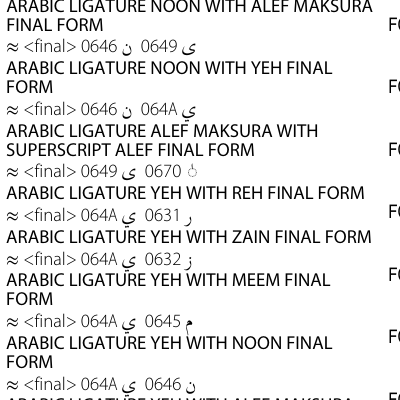 ARABIC LIGATURE NOON WITH ALEF MAKSURA
FINAL FORM
≈ <final> 0646 ن 0649 ى
ARABIC LIGATURE NOON WITH YEH FINAL
FORM
≈ <final> 0646 ن 064A ي
ARABIC LIGATURE ALEF MAKSURA WITH
SUPERSCRIPT ALEF FINAL FORM
≈ <final> 0649 ى 0670 ◌ٰ
ARABIC LIGATURE YEH WITH REH FINAL FORM
≈ <final> 064A ي 0631 ر
ARABIC LIGATURE YEH WITH ZAIN FINAL FORM
≈ <final> 064A ي 0632 ز
ARABIC LIGATURE YEH WITH MEEM FINAL
FORM
≈ <final> 064A ي 0645 م
ARABIC LIGATURE YEH WITH NOON FINAL
FORM
≈ <final> 064A ي 0646 ن